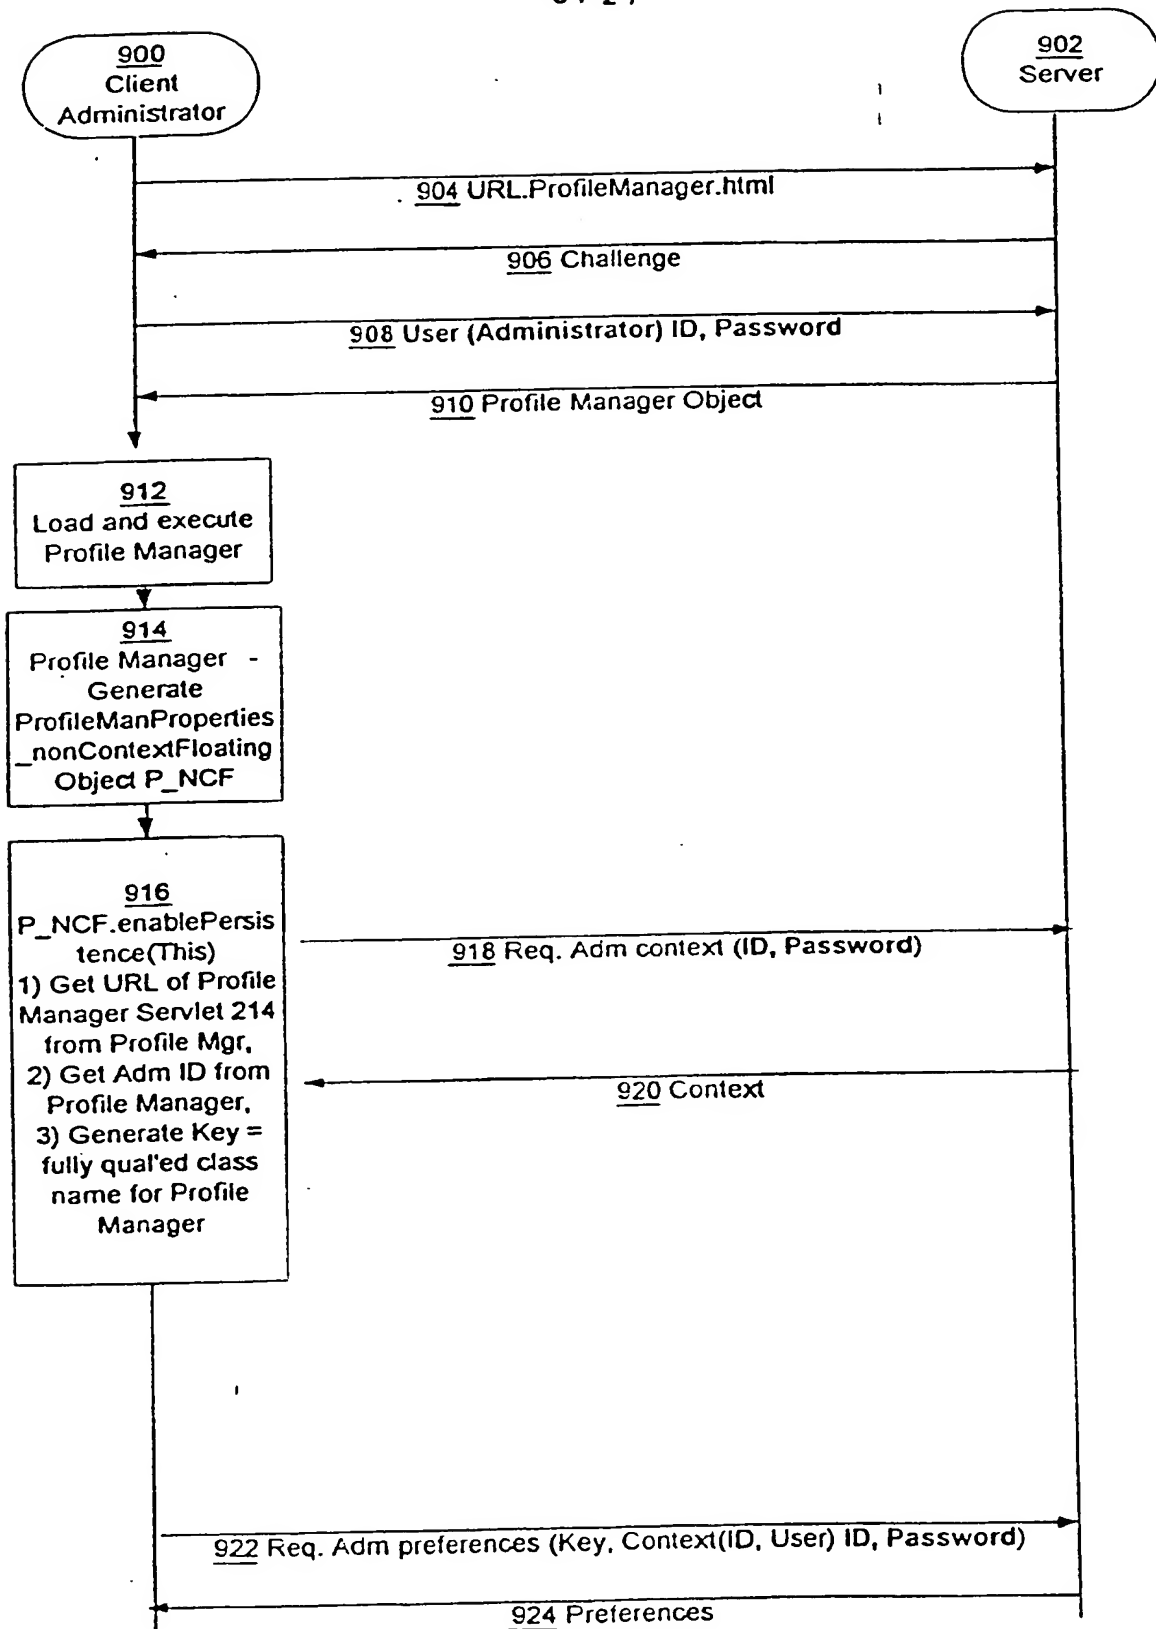 900
Client
Administrator
902
Server
904 URL.ProfileManager.html
906 Challenge
908 User (Administrator) ID, Password
910 Profile Manager Object
912
Load and execute
Profile Manager
914
Profile Manager -
Generate
ProfileManProperties
_nonContextFloating
Object P_NCF
916
P_NCF.enablePersis
tence(This)
1) Get URL of Profile
Manager Servlet 214
from Profile Mgr,
2) Get Adm ID from
Profile Manager,
3) Generate Key =
fully qual'ed class
name for Profile
Manager
918 Req. Adm context (ID, Password)
920 Context
922 Req. Adm preferences (Key, Context(ID, User) ID, Password)
924 Preferences